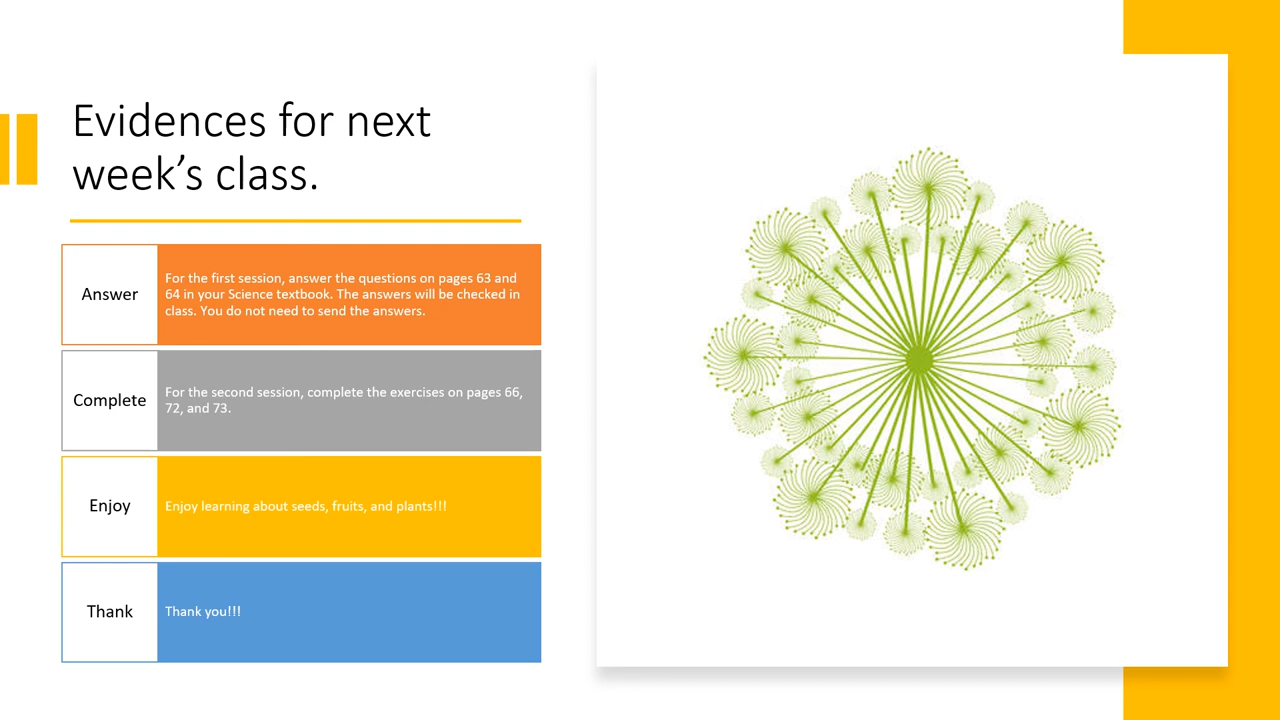 Evidences for next
week’s class.
Answer
For the first session, answer the questions on pages 63 and
64 in your Science textbook. The answers will be checked in
class. You do not need to send the answers.
Complete
For the second session, complete the exercises on pages 66,
72, and 73.
Enjoy
Enjoy learning about seeds, fruits, and plants!!!
Thank
Thank you!!!